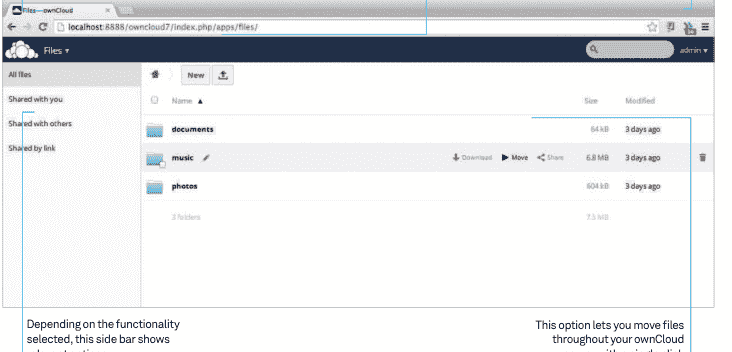 Files - ownCloud
localhost:8888/owncloud7/index.php/apps/files/
Files
admin
All files
New
Shared with you
Name
Size
Modified
Shared with others
documents
64 kB
3 days ago
Shared by link
music
Download
Move
Share
6.8 MB
3 days ago
photos
604 kB
3 days ago
3 folders
7.5 MB
Depending on the functionality
selected, this side bar shows
This option lets you move files
throughout your ownCloud